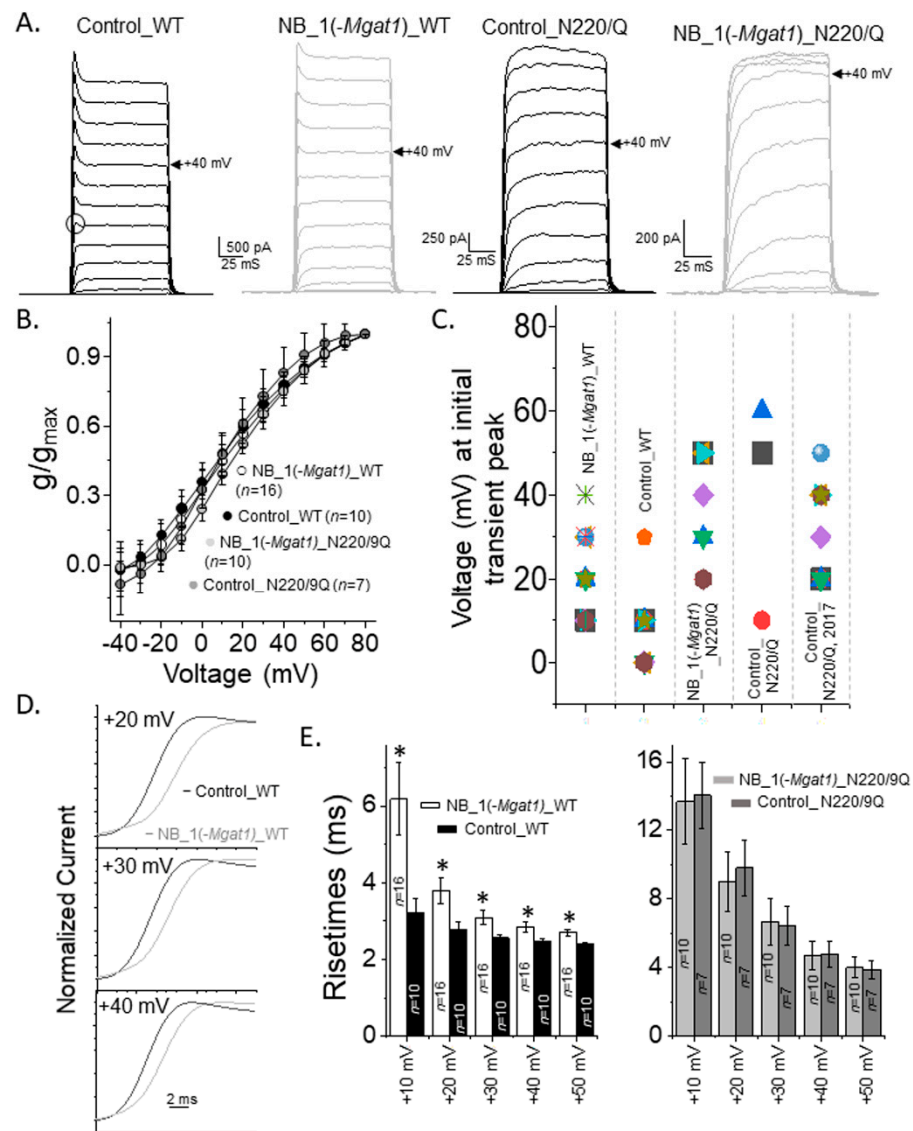 A.
Control_WT
NB_1(-Mgat1)_WT
Control_N220/Q
NB_1(-Mgat1)_N220/Q
+40 mV
+40 mV
+40 mV
+40 mV
500 pA
25 mS
250 pA
25 mS
200 pA
25 mS
B.
g/gmax
0.9
0.6
0.3
0.0
NB_1(-Mgat1)_WT
(n=16)
Control_WT (n=10)
NB_1(-Mgat1)_N220/9Q
(n=10)
Control_N220/9Q (n=7)
-40 -20 0 20 40 60 80
Voltage (mV)
C.
Voltage (mV) at initial
transient peak
80
60
40
20
0
NB_1(-Mgat1)_WT
Control_WT
NB_1(-Mgat1)
_N220/Q
Control_
N220/Q
Control_
N220/Q, 2017
D.
Normalized Current
+20 mV
Control_WT
NB_1(-Mgat1)_WT
+30 mV
+40 mV
2 ms
E.
Risetimes (ms)
6
4
2
0
* * * * *
NB_1(-Mgat1)_WT
Control_WT
n=16
n=10
n=16
n=10
n=16
n=10
n=16
n=10
n=16
n=10
+10 mV
+20 mV
+30 mV
+40 mV
+50 mV
16
12
8
4
0
NB_1(-Mgat1)_N220/9Q
Control_N220/9Q
n=10
n=7
n=10
n=7
n=10
n=7
n=10
n=7
n=10
n=7
+10 mV
+20 mV
+30 mV
+40 mV
+50 mV